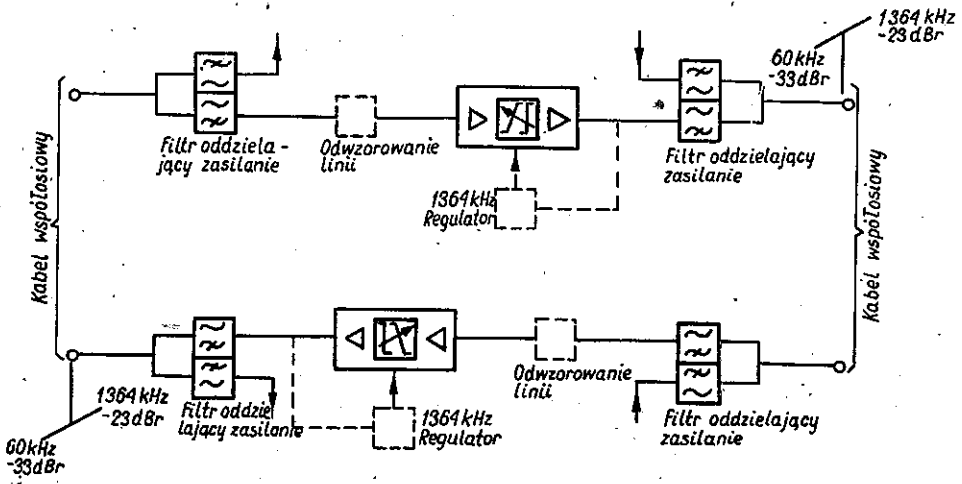 1364 kHz
-23 dBr
60 kHz
-33 dBr
Kabel współosiowy
Filtr oddziela -
jący zasilanie
Odwzorowanie
linii
Filtr oddzielający
zasilanie
1364 kHz
Regulator
Kabel współosiowy
Odwzorowanie
linii
1364 kHz
-23 dBr
Filtr oddzie
lający zasilanie
1364 kHz
Regulator
Filtr oddzielający
zasilanie
60 kHz
-33 dBr